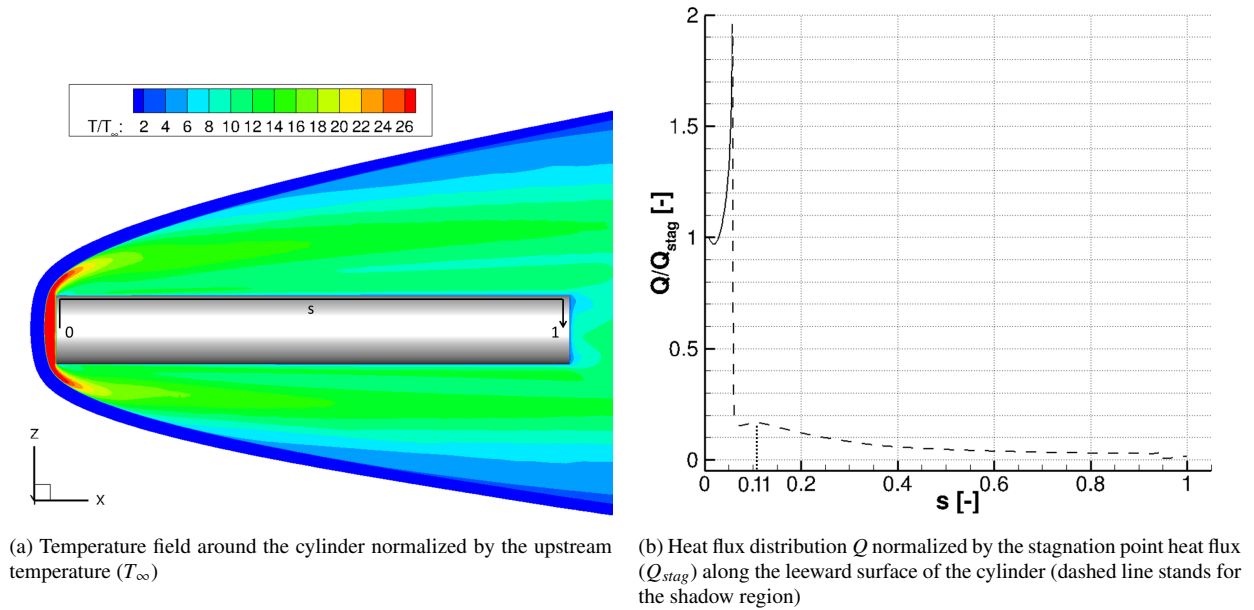 T/T∞: 2 4 6 8 10 12 14 16 18 20 22 24 26
s
0 1
Z
X
(a) Temperature field around the cylinder normalized by the upstream
temperature (T∞)
2
1.5
1
0.5
0
Q/Qstag [-]
0 0.11 0.2 0.4 0.6 0.8 1
s [-]
(b) Heat flux distribution Q normalized by the stagnation point heat flux
(Qstag) along the leeward surface of the cylinder (dashed line stands for
the shadow region)